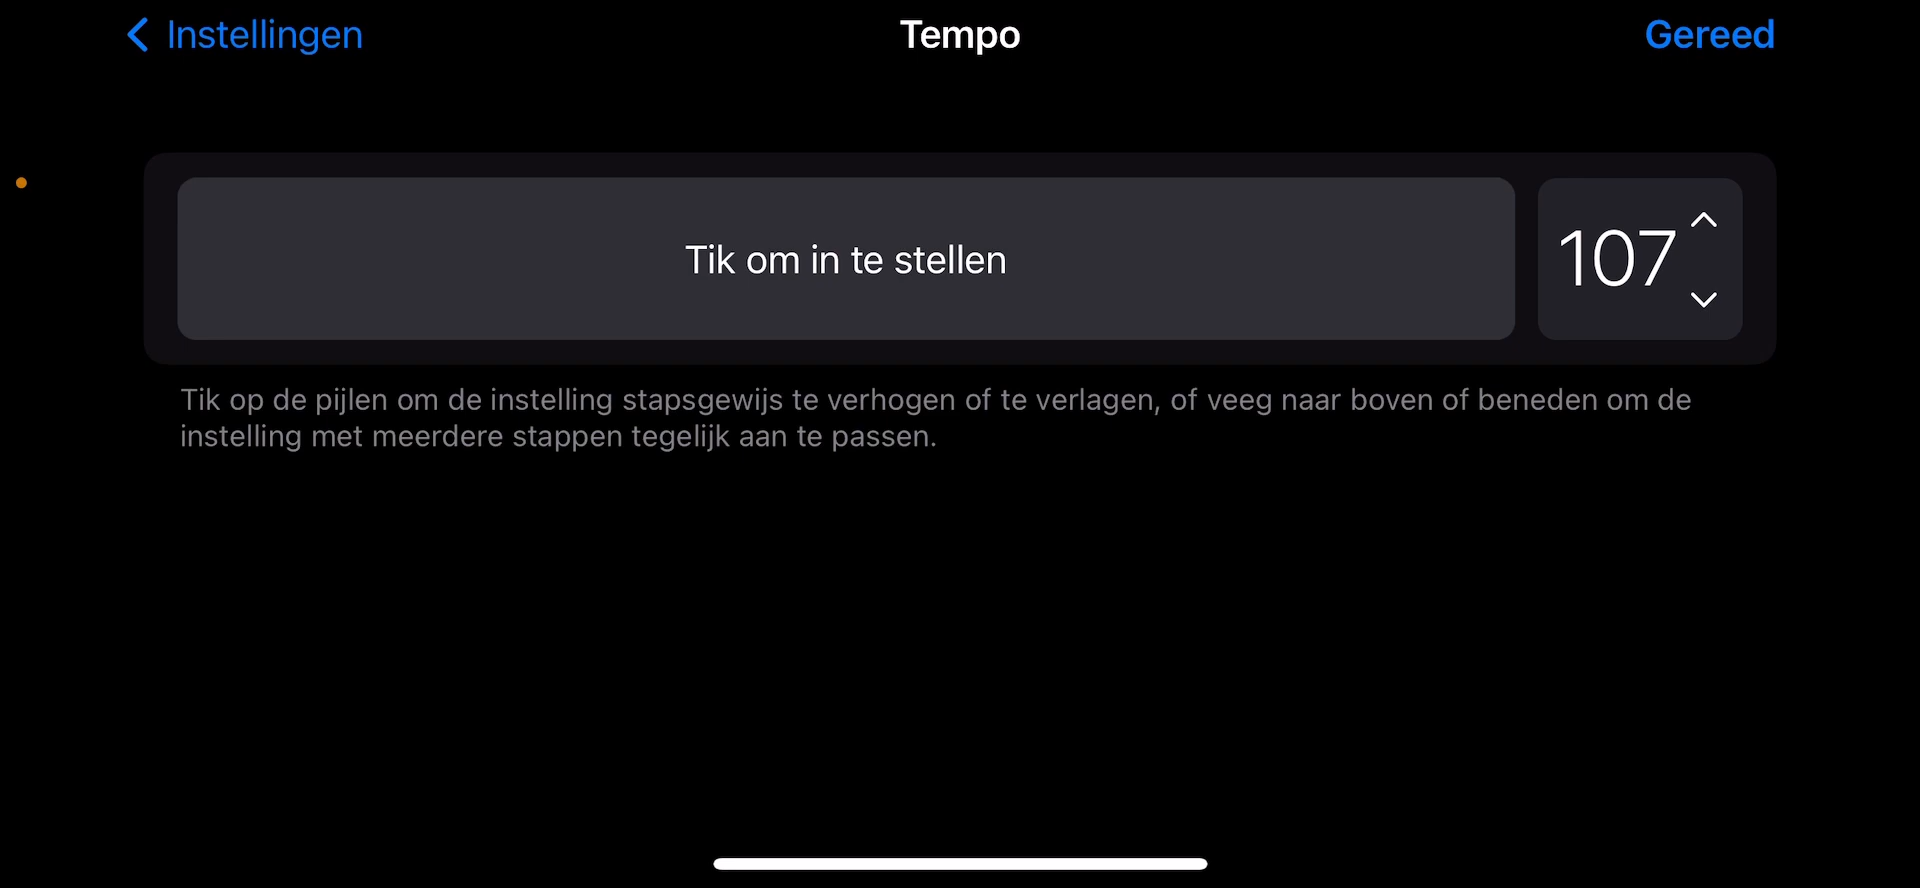 Instellingen
Tempo
Gereed
Tik om in te stellen
107
Tik op de pijlen om de instelling stapsgewijs te verhogen of te verlagen, of veeg naar boven of beneden om de
instelling met meerdere stappen tegelijk aan te passen.